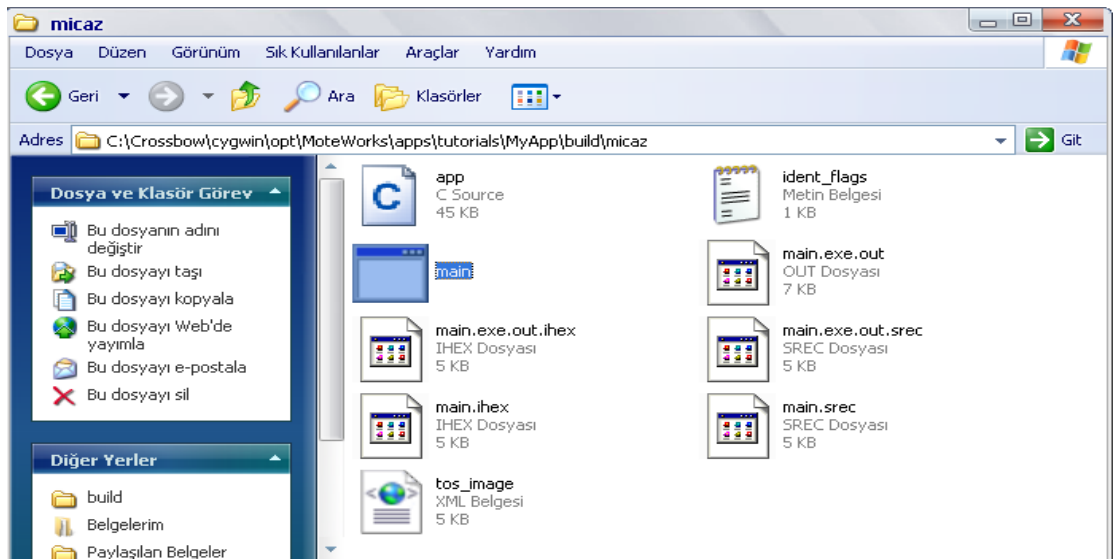 micaz
Dosya Düzen Görünüm Sık Kullanılanlar Araçlar Yardım
Geri Ara Klasörler
Adres C:\Crossbow\cygwin\opt\MoteWorks\apps\tutorials\MyApp\build\micaz Git
Dosya ve Klasör Görev
Bu dosyanın adını
değiştir
Bu dosyayı taşı
Bu dosyayı kopyala
Bu dosyayı Web'de
yayımla
Bu dosyayı e-postala
Bu dosyayı sil
Diğer Yerler
build
Belgelerim
Paylaşılan Belgeler
app
C Source
45 KB
ident_flags
Metin Belgesi
1 KB
main
main.exe.out
OUT Dosyası
7 KB
main.exe.out.ihex
IHEX Dosyası
5 KB
main.exe.out.srec
SREC Dosyası
5 KB
main.ihex
IHEX Dosyası
5 KB
main.srec
SREC Dosyası
5 KB
tos_image
XML Belgesi
5 KB